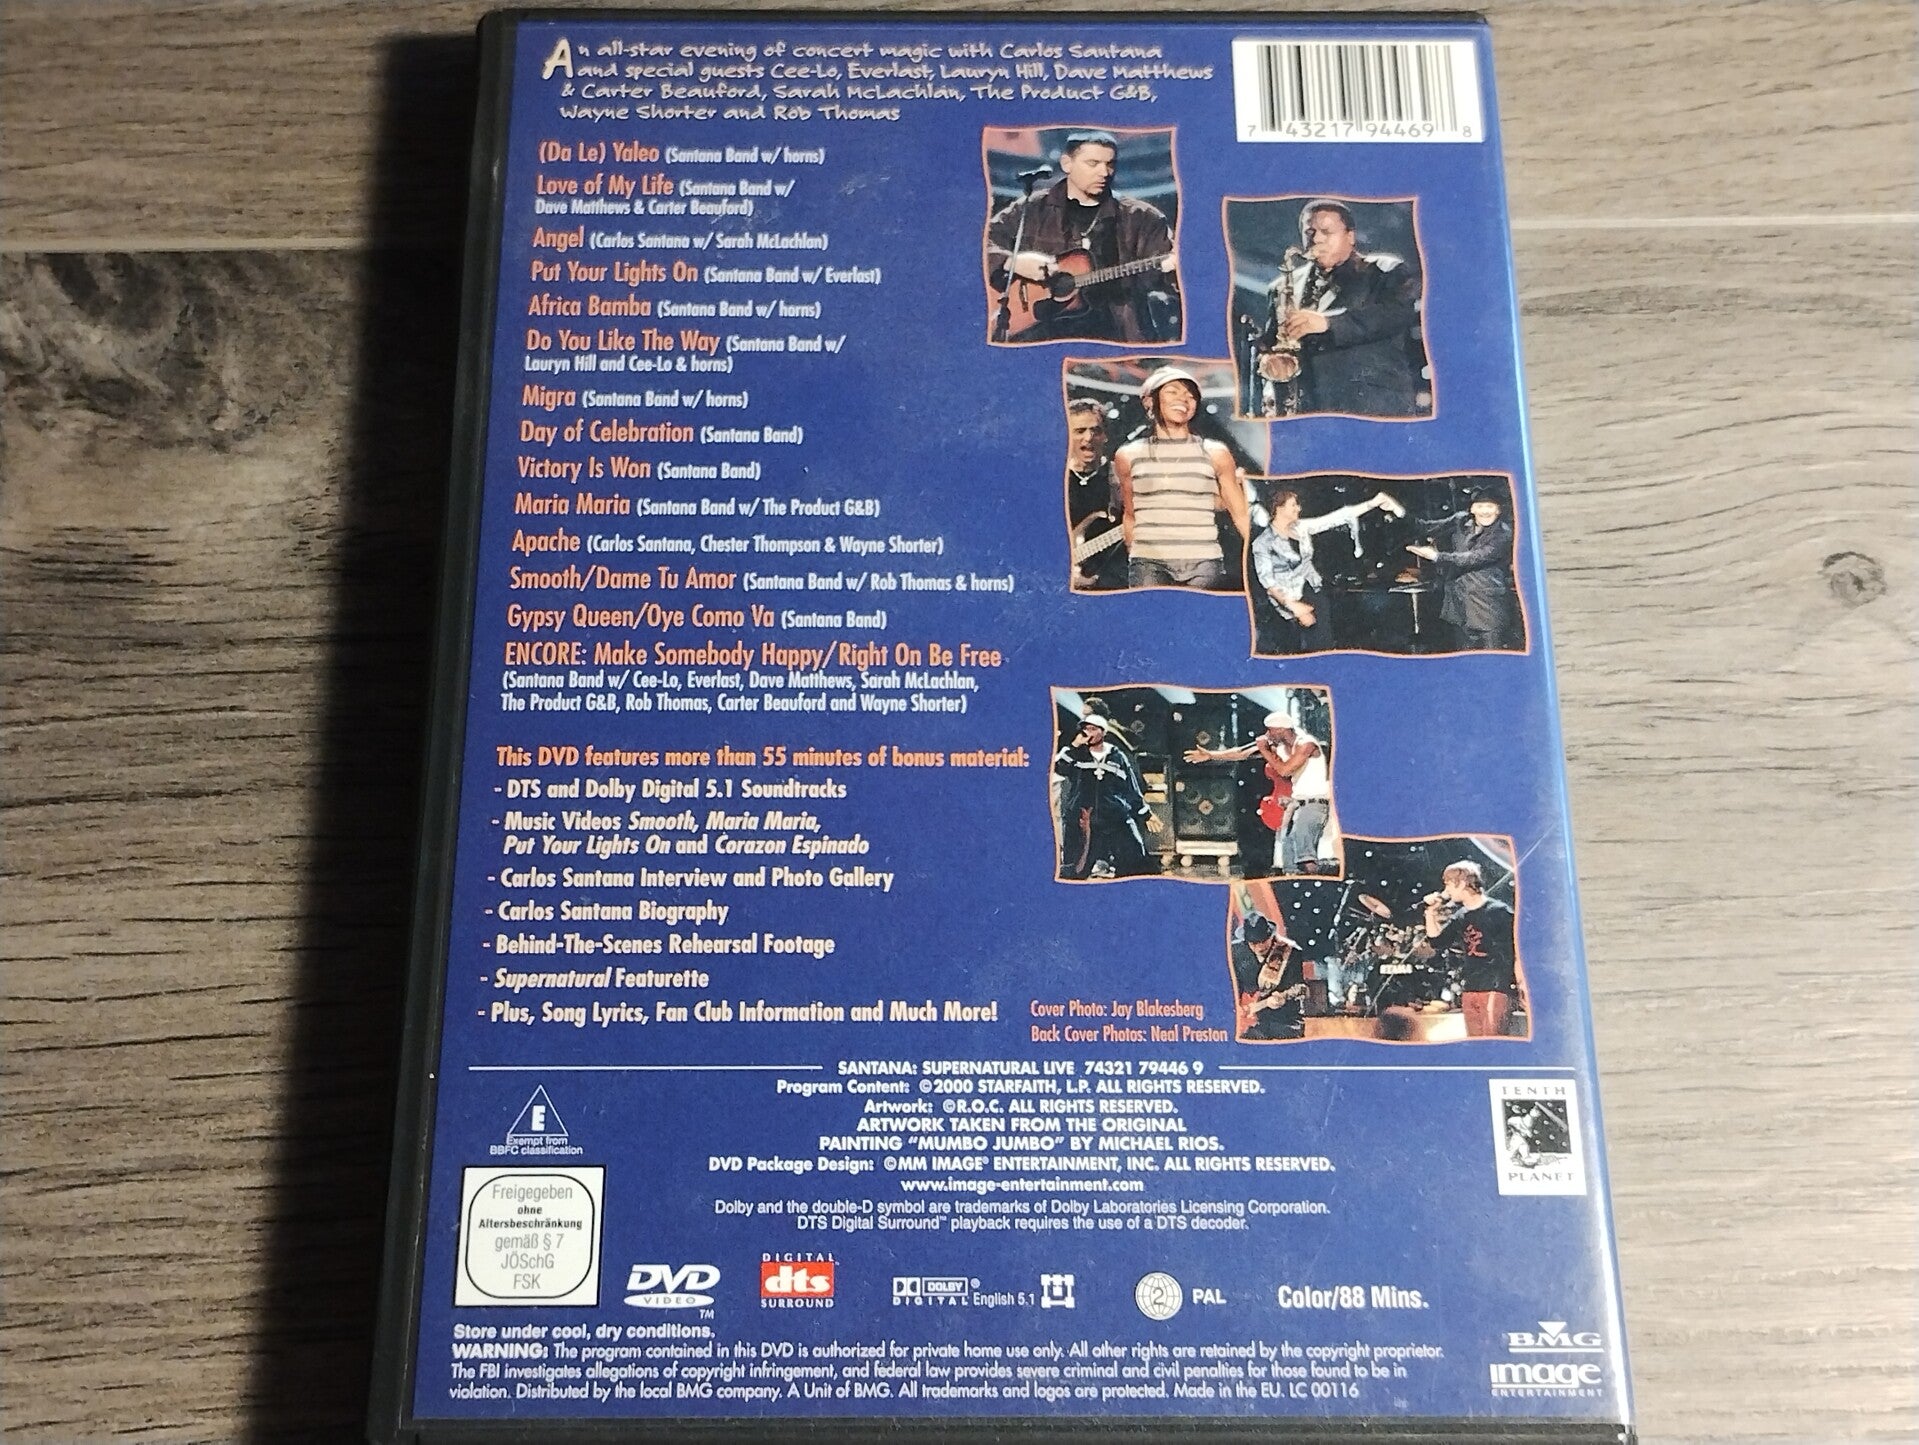 An all-star evening of concert magic with Carlos Santana
and special guests Cee-Lo, Everlast, Lauryn Hill, Dave Matthews
& Carter Beauford, Sarah McLachlan, The Product G&B,
Wayne Shorter and Rob Thomas
7 43217 94469 8
(Da Le) Yaleo (Santana Band w/ horns)
Love of My Life (Santana Band w/
Dave Matthews & Carter Beauford)
Angel (Carlos Santana w/ Sarah McLachlan)
Put Your Lights On (Santana Band w/ Everlast)
Africa Bamba (Santana Band w/ horns)
Do You Like The Way (Santana Band w/
Lauryn Hill and Cee-Lo & horns)
Migra (Santana Band w/ horns)
Day of Celebration (Santana Band)
Victory Is Won (Santana Band)
Maria Maria (Santana Band w/ The Product G&B)
Apache (Carlos Santana, Chester Thompson & Wayne Shorter)
Smooth/Dame Tu Amor (Santana Band w/ Rob Thomas & horns)
Gypsy Queen/Oye Como Va (Santana Band)
ENCORE: Make Somebody Happy/Right On Be Free
(Santana Band w/ Cee-Lo, Everlast, Dave Matthews, Sarah McLachlan,
The Product G&B, Rob Thomas, Carter Beauford and Wayne Shorter)
This DVD features more than 55 minutes of bonus material:
- DTS and Dolby Digital 5.1 Soundtracks
- Music Videos Smooth, Maria Maria,
Put Your Lights On and Corazon Espinado
- Carlos Santana Interview and Photo Gallery
- Carlos Santana Biography
- Behind-The-Scenes Rehearsal Footage
- Supernatural Featurette
- Plus, Song Lyrics, Fan Club Information and Much More!
Cover Photo: Jay Blakesberg
Back Cover Photos: Neal Preston
TAMA
SANTANA: SUPERNATURAL LIVE 74321 79446 9
Program Content: ©2000 STARFAITH, L.P. ALL RIGHTS RESERVED.
Artwork: ©R.O.C. ALL RIGHTS RESERVED.
ARTWORK TAKEN FROM THE ORIGINAL
PAINTING "MUMBO JUMBO" BY MICHAEL RIOS.
DVD Package Design: ©MM IMAGE® ENTERTAINMENT, INC. ALL RIGHTS RESERVED.
www.image-entertainment.com
Dolby and the double-D symbol are trademarks of Dolby Laboratories Licensing Corporation.
DTS Digital Surround™ playback requires the use of a DTS decoder.
E
Exempt from
BBFC classification
TENTH
PLANET
Freigegeben
ohne
Altersbeschränkung
gemäß § 7
JÖSchG
FSK
DVD
VIDEO
TM
DIGITAL
dts
SURROUND
DOLBY ®
DIGITAL English 5.1
2 PAL
Color/88 Mins.
Store under cool, dry conditions.
WARNING: The program contained in this DVD is authorized for private home use only. All other rights are retained by the copyright proprietor.
The FBI investigates allegations of copyright infringement, and federal law provides severe criminal and civil penalties for those found to be in
violation. Distributed by the local BMG company. A Unit of BMG. All trademarks and logos are protected. Made in the EU. LC 00116
BMG
image
ENTERTAINMENT